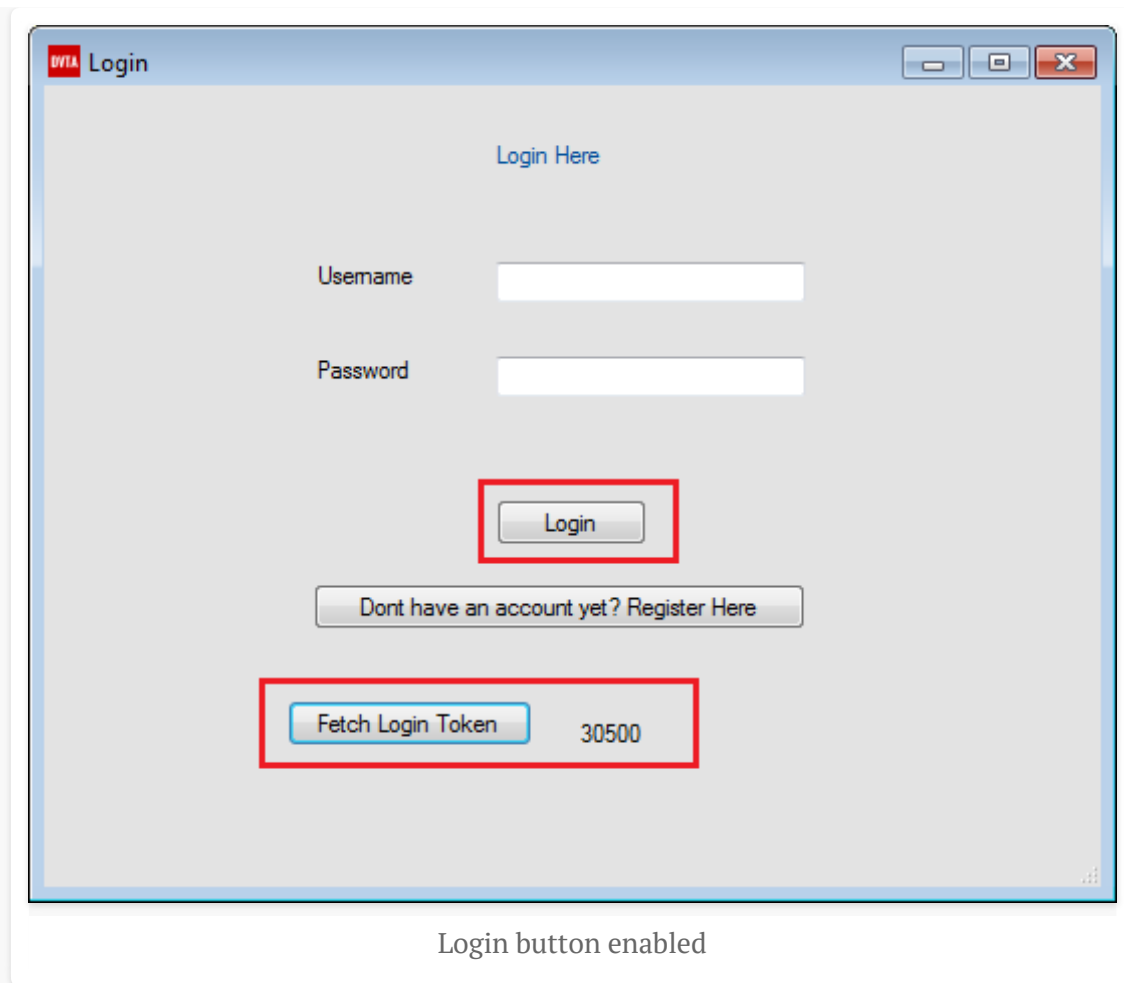 DVTA Login
Login Here
Username
Password
Login
Dont have an account yet? Register Here
Fetch Login Token 30500
Login button enabled